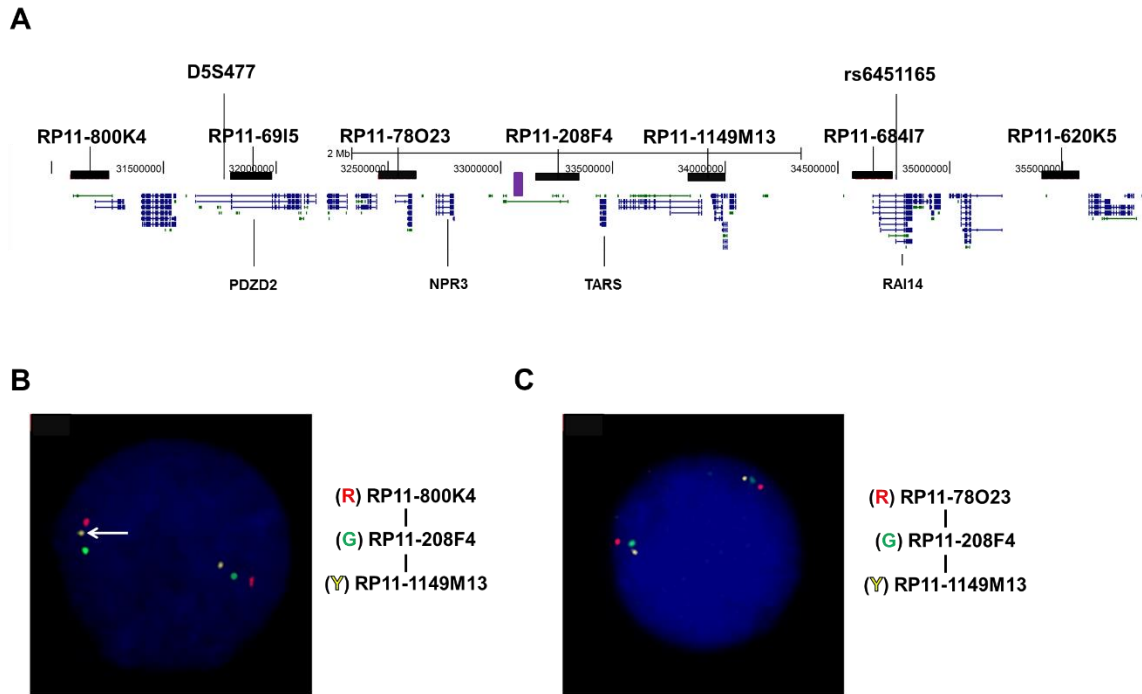 A
D5S477
rs6451165
RP11-800K4 RP11-69I5 RP11-78O23 RP11-208F4 RP11-1149M13 RP11-684I7 RP11-620K5
2 Mb
31500000 32000000 32500000 33000000 33500000 34000000 34500000 35000000 35500000
PDZD2 NPR3 TARS RAI14
B
(R) RP11-800K4
(G) RP11-208F4
(Y) RP11-1149M13
C
(R) RP11-78O23
(G) RP11-208F4
(Y) RP11-1149M13